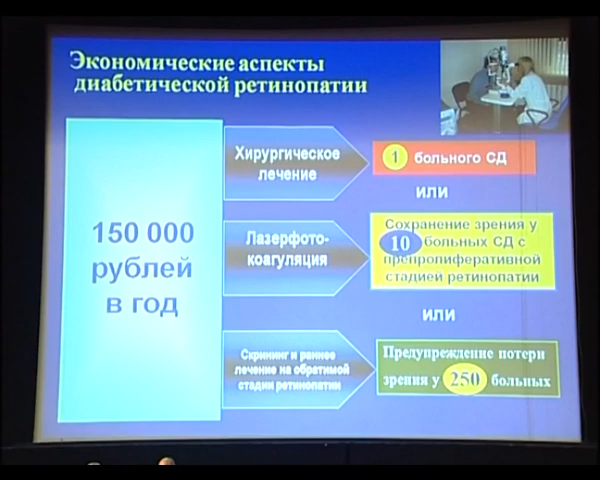 Экономические аспекты
диабетической ретинопатии
150 000
рублей
в год
Хирургическое
лечение
1 больного СД
или
Лазерфото-
коагуляция
Сохранение зрения у
10 больных СД с
препролиферативной
стадией ретинопатии
или
Скрининг и раннее
лечение на обратимой
стадии ретинопатии
Предупреждение потери
зрения у 250 больных